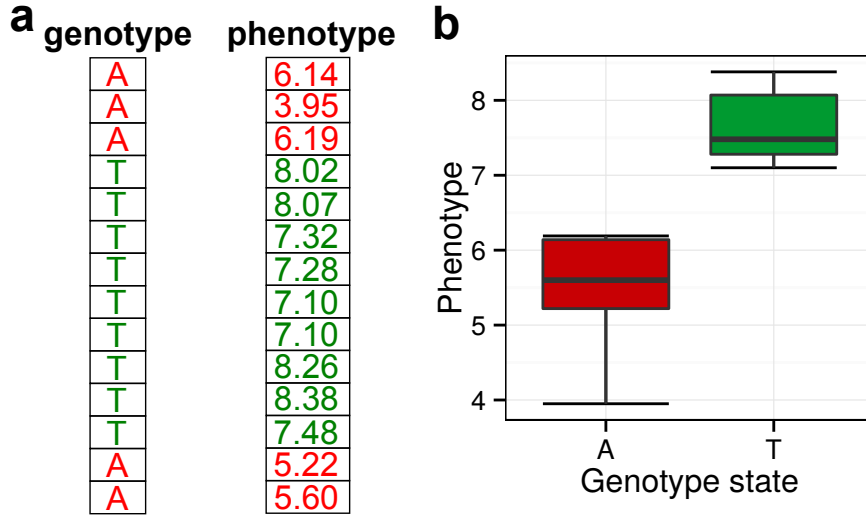 a
genotype phenotype
A 6.14
A 3.95
A 6.19
T 8.02
T 8.07
T 7.32
T 7.28
T 7.10
T 7.10
T 8.26
T 8.38
T 7.48
A 5.22
A 5.60
b
Phenotype
8
7
6
5
4
A T
Genotype state